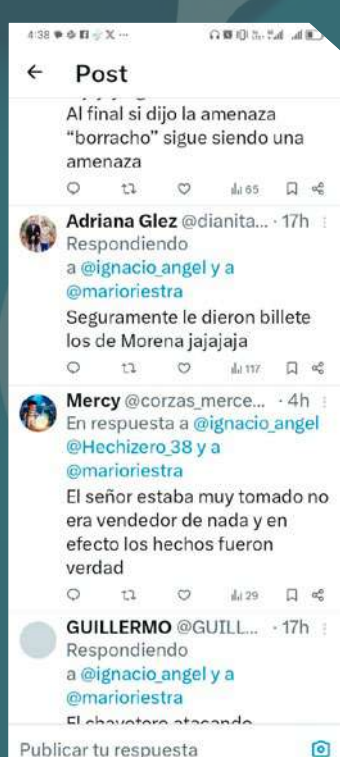 4:38
Post
Al final si dijo la amenaza
“borracho” sigue siendo una
amenaza
65
Adriana Glez @dianita... · 17h
Respondiendo
a @ignacio_angel y a
@marioriestra
Seguramente le dieron billete
los de Morena jajajaja
117
Mercy @corzas_merce... · 4h
En respuesta a @ignacio_angel
@Hechizero_38 y a
@marioriestra
El señor estaba muy tomado no
era vendedor de nada y en
efecto los hechos fueron
verdad
29
GUILLERMO @GUILL... · 17h
Respondiendo
a @ignacio_angel y a
@marioriestra
El chayotero atacando
Publicar tu respuesta